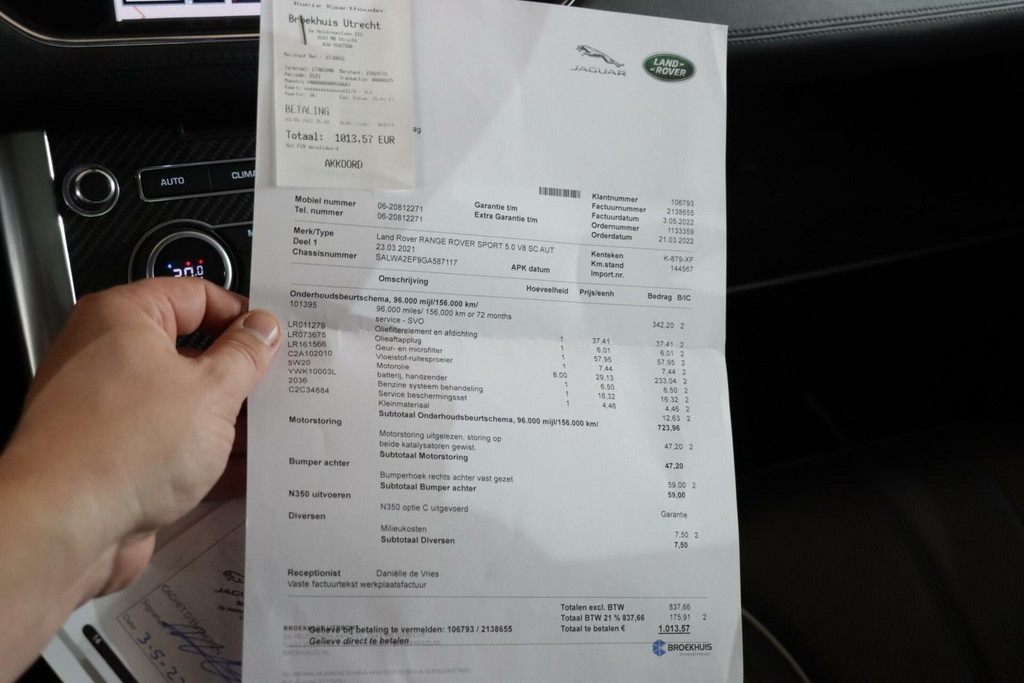 Broekhuis Utrecht
BETALING
Totaal: 1013.57 EUR
AKKOORD
JAGUAR
LAND-ROVER
AUTO
CLIMA
Mobiel nummer 06-20812271 Garantie t/m
Tel. nummer 06-20812271 Extra Garantie t/m
Klantnummer 106793
Factuurnummer 2138655
Factuurdatum 3.05.2022
Ordernummer 1133359
Orderdatum 21.03.2022
Merk/Type Land Rover RANGE ROVER SPORT 5.0 V8 SC AUT
Deel 1 23.03.2021
Chassisnummer SALWA2EF9GA587117 APK datum
Kenteken K-879-XF
Km.stand 144567
Import.nr.
Omschrijving Hoeveelheid Prijs/eenh Bedrag B/IC
Onderhoudsbeurtschema, 96.000 mijl/156.000 km/
101395 96,000 miles/ 156,000 km or 72 months
service - SVO 342,20 2
LR011279 Oliefilterelement en afdichting 1 37,41 37,41 2
LR073675 Olieaftapplug 1 6,01 6,01 2
LR161566 Geur- en microfilter 1 57,95 57,95 2
C2A102010 Vloeistof-ruitesproeier 1 7,44 7,44 2
5W20 Motorolie 8,00 29,13 233,04 2
YWK10003L batterij, handzender 1 6,50 6,50 2
2036 Benzine systeem behandeling 1 16,32 16,32 2
C2C34884 Service beschermingsset 1 4,46 4,46 2
Kleinmateriaal 12,63 2
Subtotaal Onderhoudsbeurtschema, 96.000 mijl/156.000 km/ 723,96
Motorstoring
Motorstoring uitgelezen, storing op
beide katalysatoren gewist. 47,20 2
Subtotaal Motorstoring 47,20
Bumper achter
Bumperhoek rechts achter vast gezet 59,00 2
Subtotaal Bumper achter 59,00
N350 uitvoeren
N350 optie C uitgevoerd Garantie
Diversen
Milieukosten 7,50 2
Subtotaal Diversen 7,50
Receptionist Daniëlle de Vries
Vaste factuurtekst werkplaatsfactuur
Totalen excl. BTW 837,66
Totaal BTW 21 % 837,66 175,91 2
Totaal te betalen € 1.013,57
Gelieve bij betaling te vermelden: 106793 / 2138655
Gelieve direct te betalen
BROEKHUIS